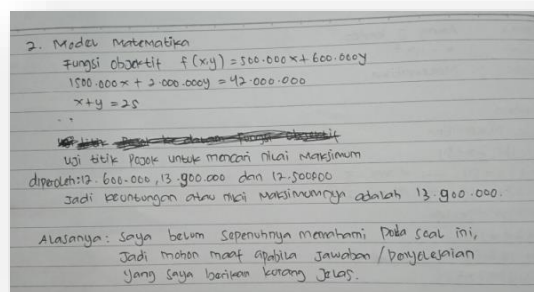 2. Model Matematika
Fungsi objektif f(x,y) = 500.000x + 600.000y
1500.000x + 2.000.000y = 42.000.000
x+y = 25
Uji titik pojok untuk mencari nilai Maksimum
diperoleh: 12.600.000, 13.900.000 dan 12.500000
Jadi keuntungan atau nilai Maksimumnya adalah 13.900.000.
Alasanya: Saya belum sepenuhnya memahami pada soal ini,
Jadi mohon maaf apabila Jawaban / penyelesaian
yang saya berikan kurang Jelas.